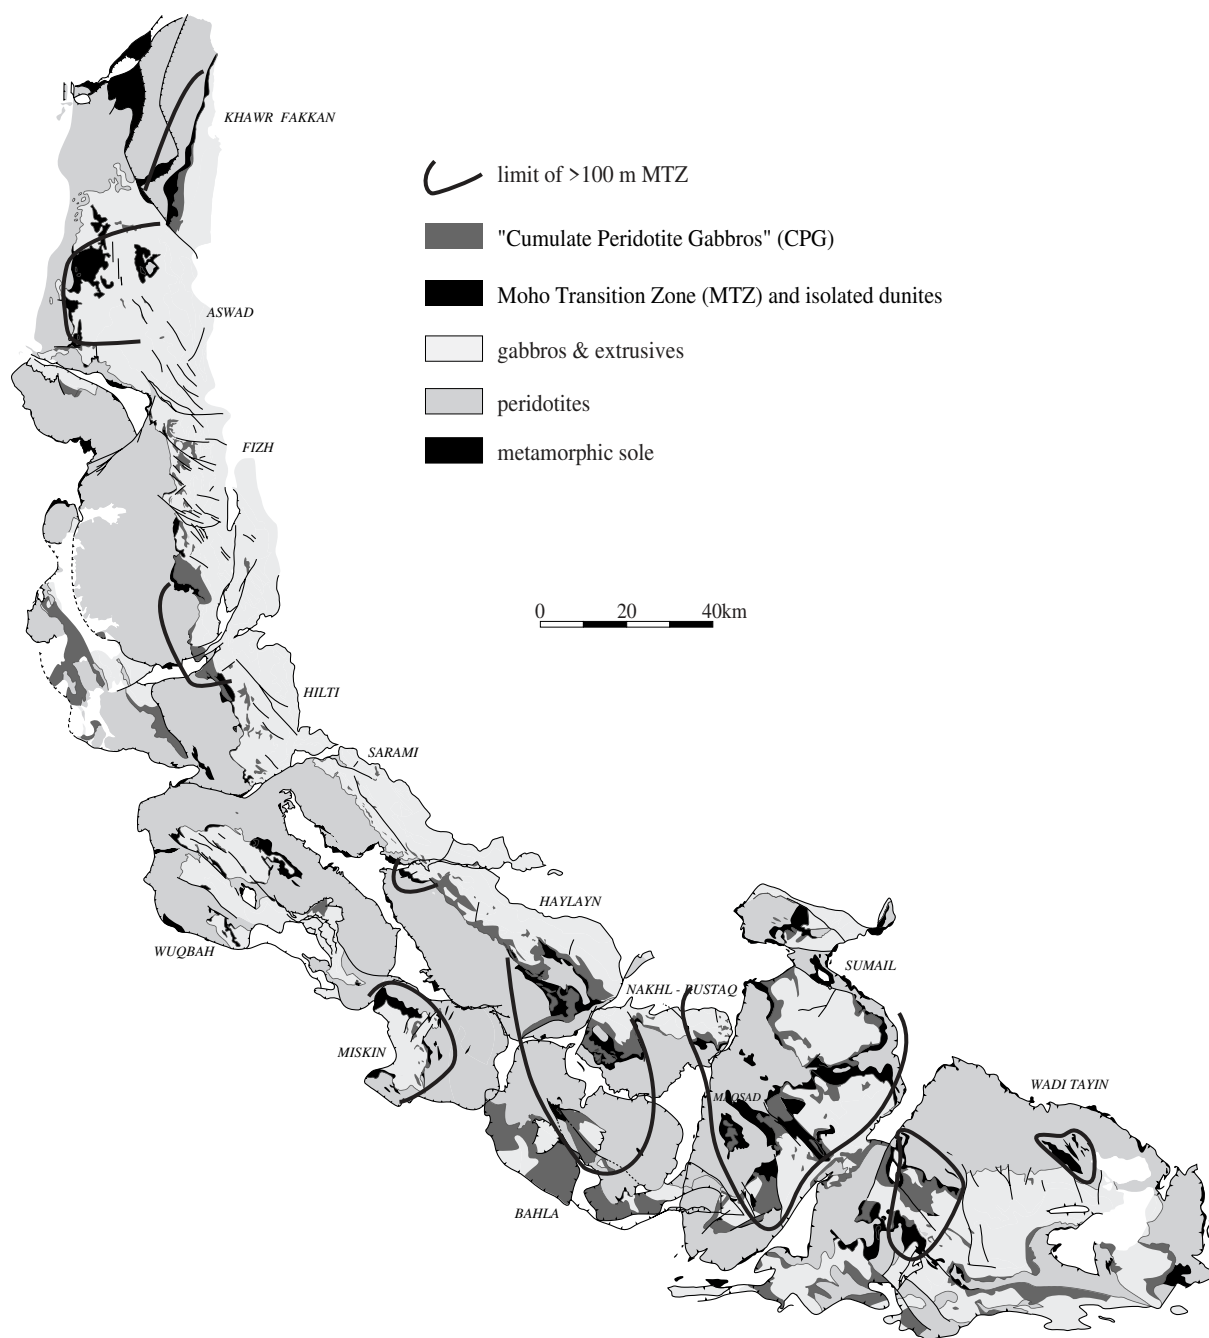 KHAWR FAKKAN
limit of >100 m MTZ
"Cumulate Peridotite Gabbros" (CPG)
Moho Transition Zone (MTZ) and isolated dunites
ASWAD
gabbros & extrusives
peridotites
FIZH
metamorphic sole
0 20 40km
HILTI
SARAMI
HAYLAYN
WUQBAH
SUMAIL
NAKHL - RUSTAQ
MISKIN
WADI TAYIN
MAQSAD
BAHLA